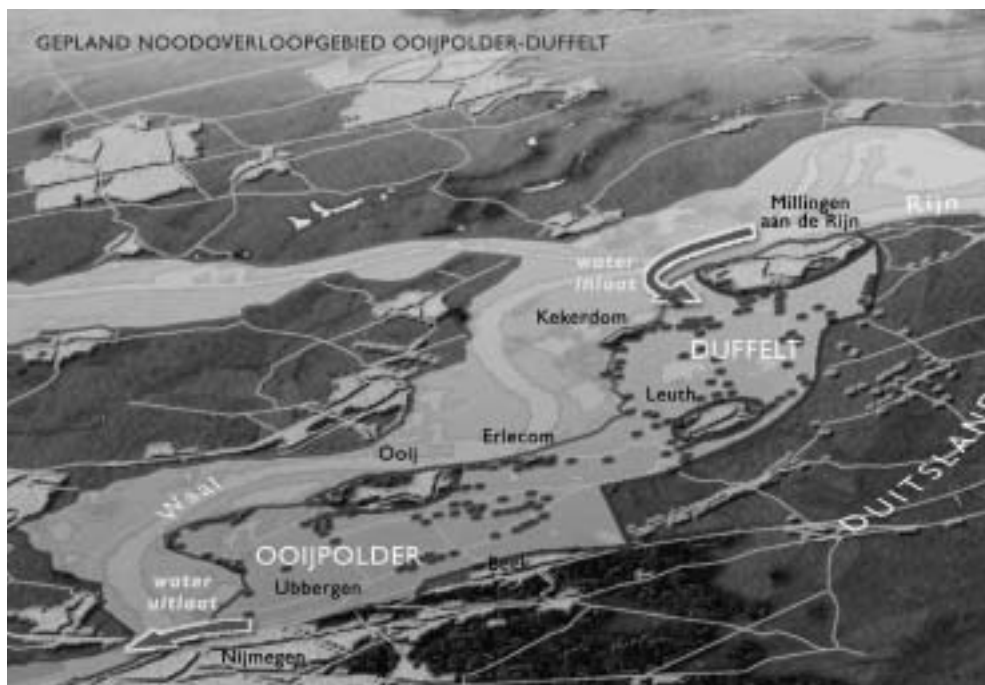 GEPLAND NOODOVERLOOPGEBIED OOIJPOLDER-DUFFELT
Millingen
aan de Rijn
Rijn
water
inlaat
Kekerdom
DUFFELT
Leuth
DUITSLAND
Erlecom
Ooij
Waal
OOIJPOLDER
Beek
Ubbergen
water
uitlaat
Nijmegen